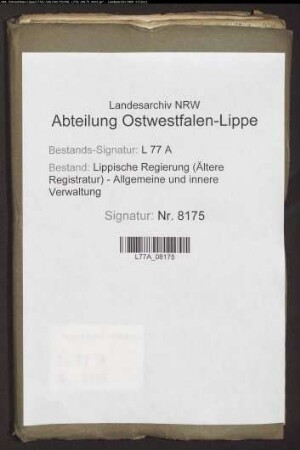 Landesarchiv NRW
Abteilung Ostwestfalen-Lippe
Bestands-Signatur: L 77 A
Bestand: Lippische Regierung (Ältere
Registratur) - Allgemeine und innere
Verwaltung
Signatur: Nr. 8175
L77A_08175